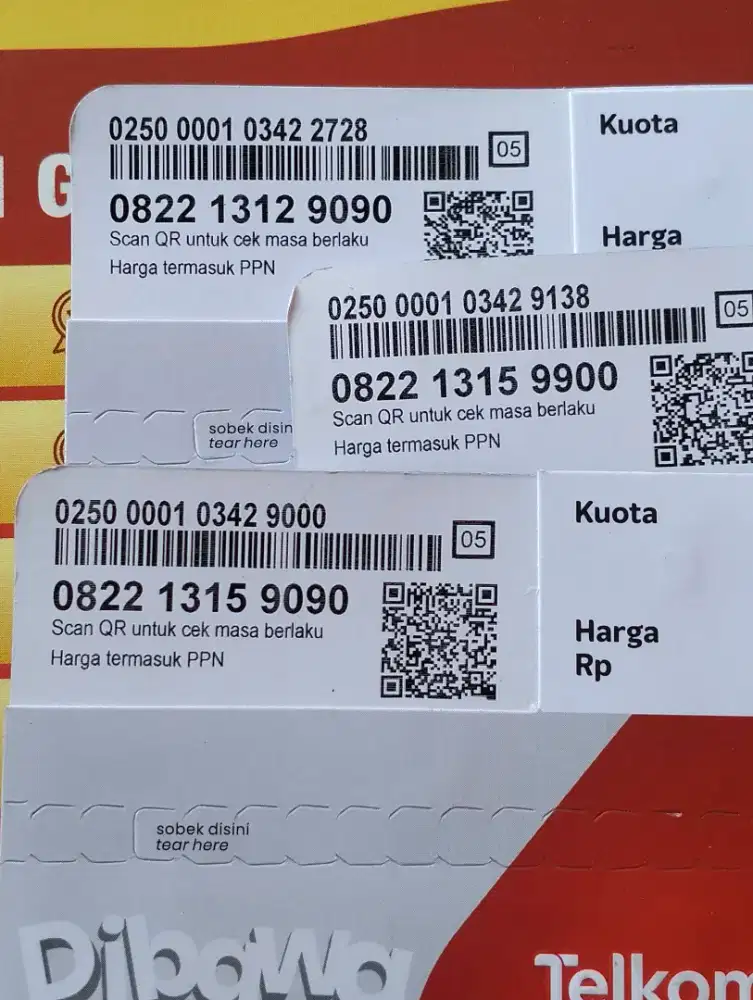 G
0250 0001 0342 2728
05
0822 1312 9090
Scan QR untuk cek masa berlaku
Harga termasuk PPN
Kuota
Harga
sobek disin
tear here
0250 0001 0342 9138
05
0822 1315 9900
Scan QR untuk cek masa berlaku
Harga termasuk PPN
0250 0001 0342 9000
05
0822 1315 9090
Scan QR untuk cek masa berlaku
Harga termasuk PPN
Kuota
Harga
Rp
sobek disini
tear here
DibaWa
Telkom